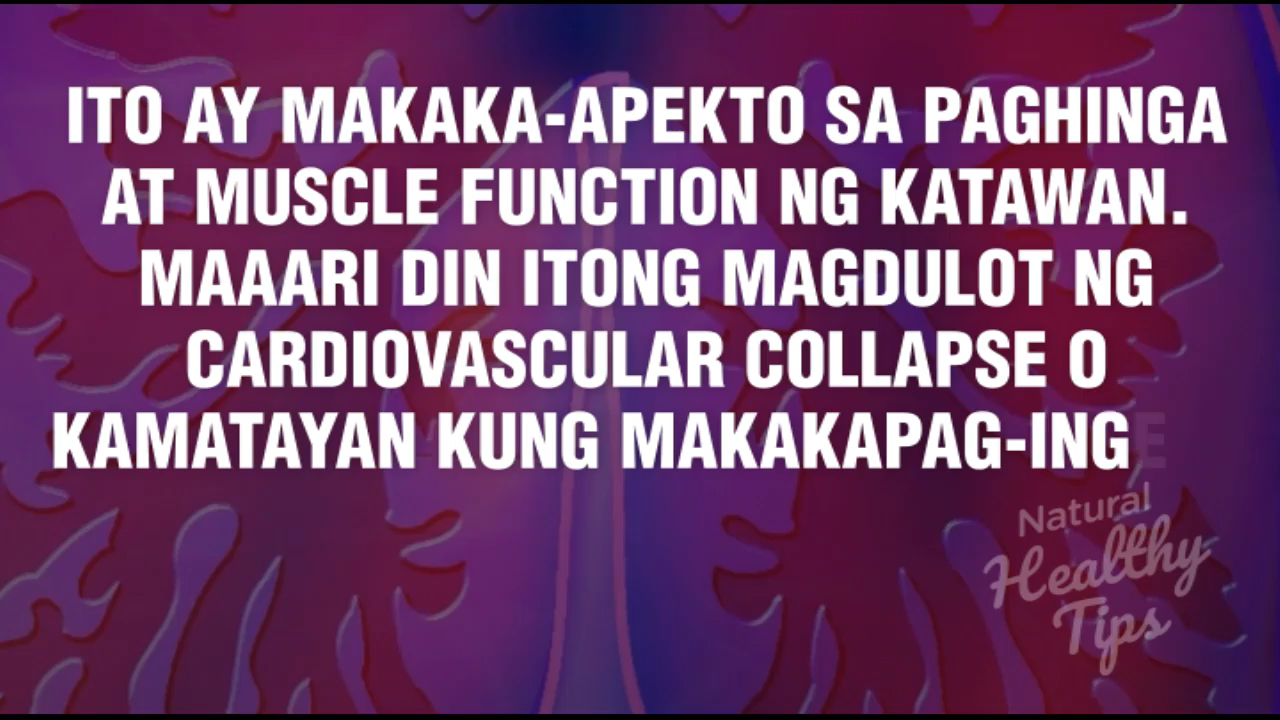 ITO AY MAKAKA-APEKTO SA PAGHINGA
AT MUSCLE FUNCTION NG KATAWAN.
MAAARI DIN ITONG MAGDULOT NG
CARDIOVASCULAR COLLAPSE O
KAMATAYAN KUNG MAKAKAPAG-ING
Natural
Healthy
Tips